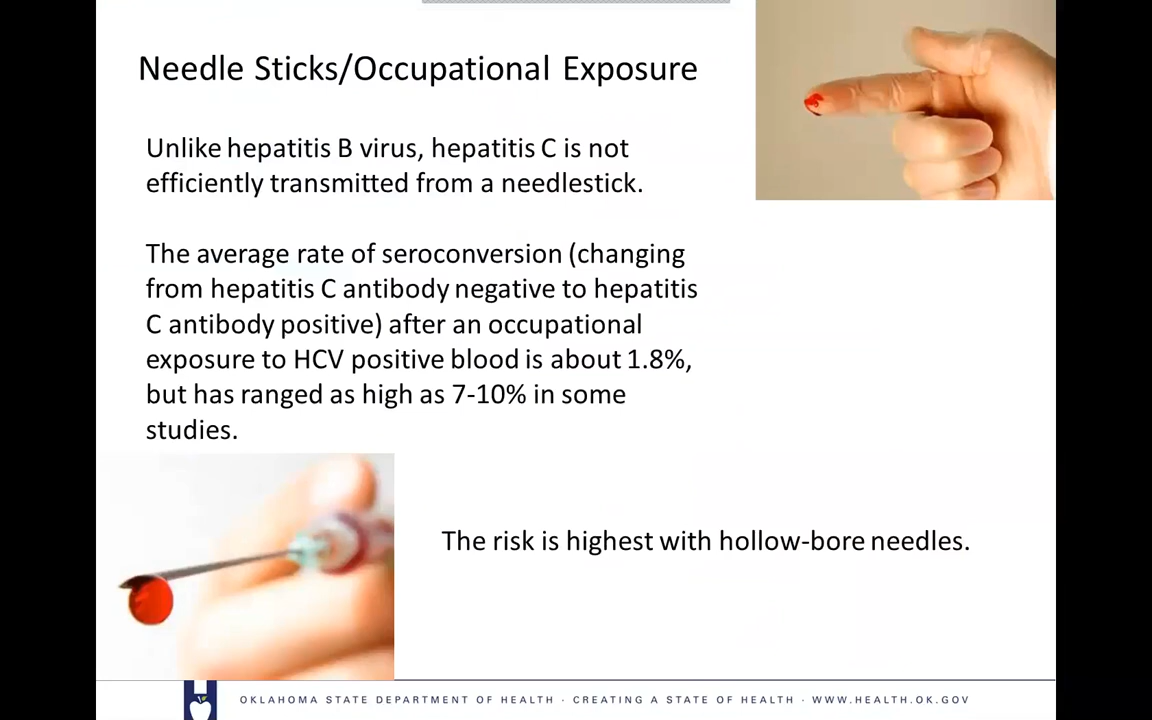 Needle Sticks/Occupational Exposure
Unlike hepatitis B virus, hepatitis C is not
efficiently transmitted from a needlestick.
The average rate of seroconversion (changing
from hepatitis C antibody negative to hepatitis
C antibody positive) after an occupational
exposure to HCV positive blood is about 1.8%,
but has ranged as high as 7-10% in some
studies.
The risk is highest with hollow-bore needles.
OKLAHOMA STATE DEPARTMENT OF HEALTH · CREATING A STATE OF HEALTH · WWW.HEALTH.OK.GOV